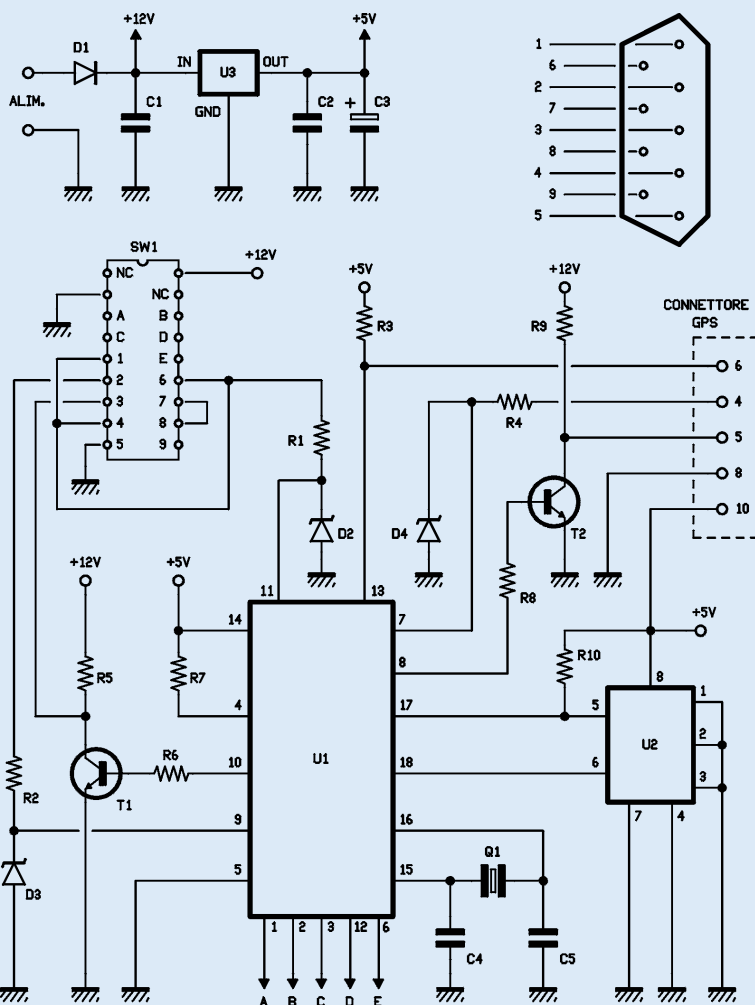 +12V
+5V
D1
IN
U3
OUT
GND
ALIM.
C1
C2
+
C3
1
6
2
7
3
8
4
9
5
SW1
+12V
NC
NC
A
B
C
D
1
E
2
6
3
7
4
8
5
9
+5V
R3
+12V
R9
CONNETTORE
GPS
6
4
5
8
10
R1
R4
D2
D4
T2
R8
+12V
+5V
11
13
14
7
8
R5
R7
4
17
R10
+5V
8
5
1
U1
U2
2
10
18
6
3
R6
T1
R2
9
16
7
4
5
15
Q1
D3
1
2
3
12
6
C4
C5
A
B
C
D
E